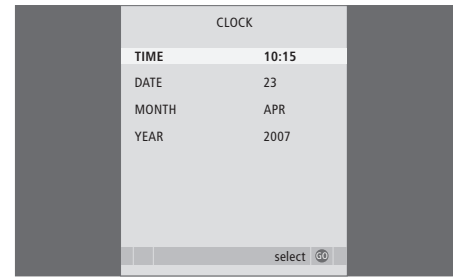 CLOCK
TIME 10:15
DATE 23
MONTH APR
YEAR 2007
select GO